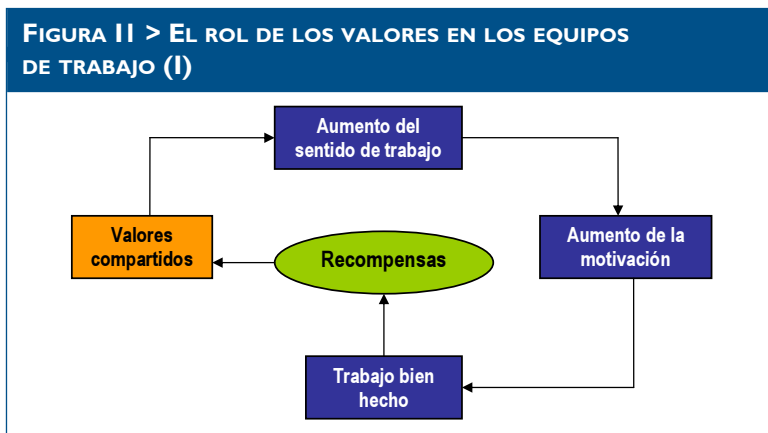 FIGURA II > EL ROL DE LOS VALORES EN LOS EQUIPOS
DE TRABAJO (I)
Aumento del
sentido de trabajo
Valores
compartidos
Recompensas
Aumento de la
motivación
Trabajo bien
hecho